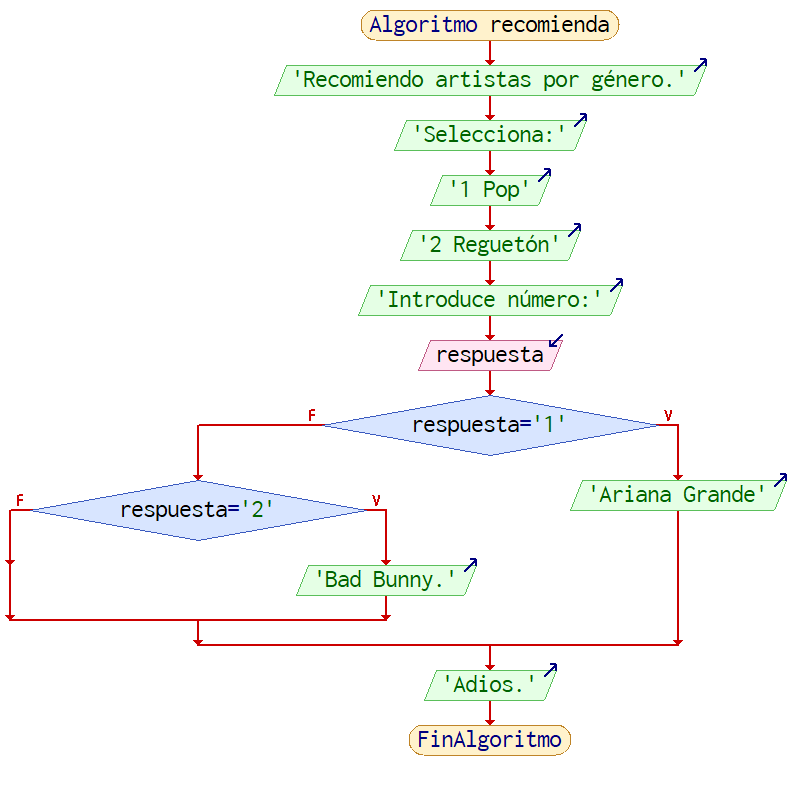 Algoritmo recomienda
'Recomiendo artistas por género.'
'Selecciona:'
'1 Pop'
'2 Reguetón'
'Introduce número:'
respuesta
F
V
respuesta='1'
F
V
respuesta='2'
'Ariana Grande'
'Bad Bunny.'
'Adios.'
FinAlgoritmo